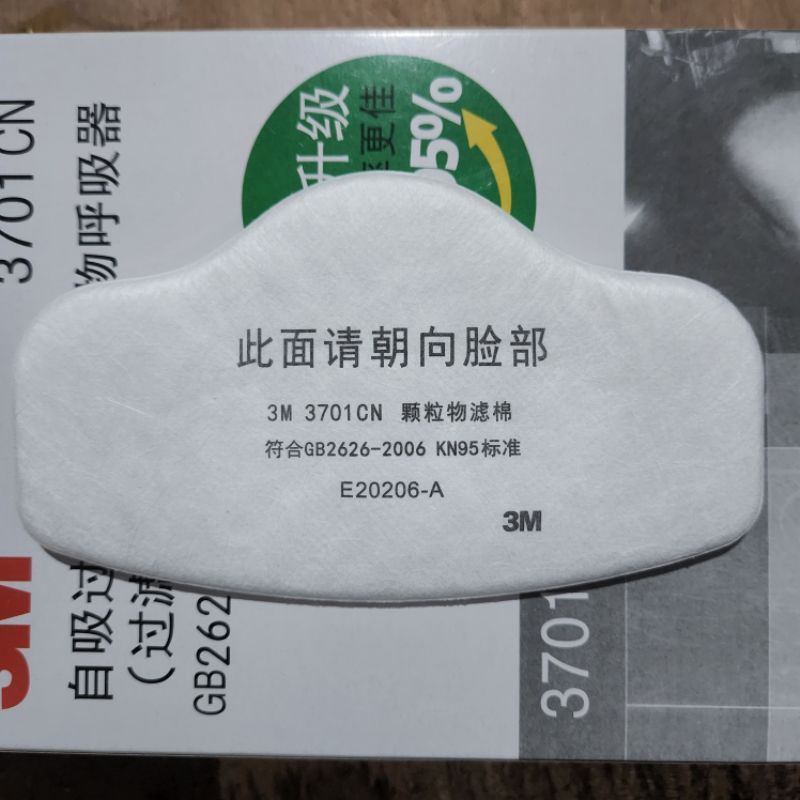 此面请朝向脸部
3M 3701CN 颗粒物滤棉
符合GB2626-2006 KN95标准
E20206-A
3M
3701CN
物呼吸器
自吸过
(过滤
GB262
3M
升级
更佳
5%
3701